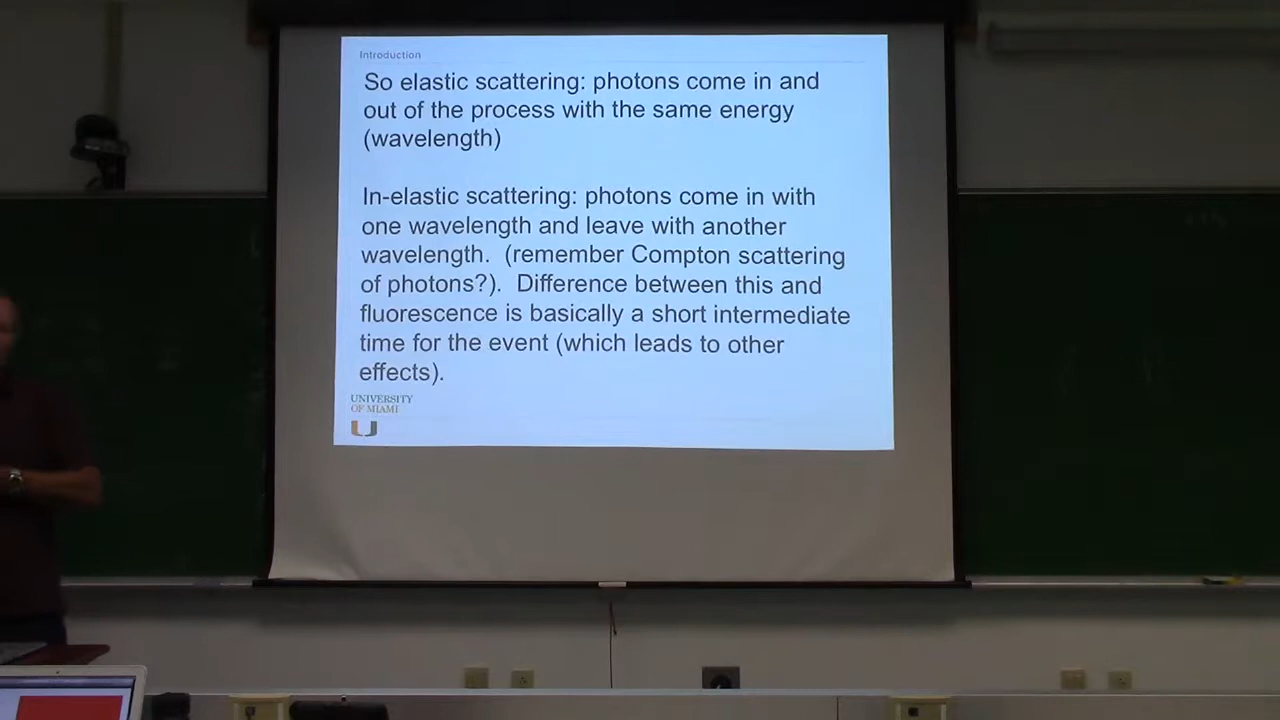 Introduction
So elastic scattering: photons come in and
out of the process with the same energy
(wavelength)
In-elastic scattering: photons come in with
one wavelength and leave with another
wavelength. (remember Compton scattering
of photons?). Difference between this and
fluorescence is basically a short intermediate
time for the event (which leads to other
effects).
UNIVERSITY
OF MIAMI